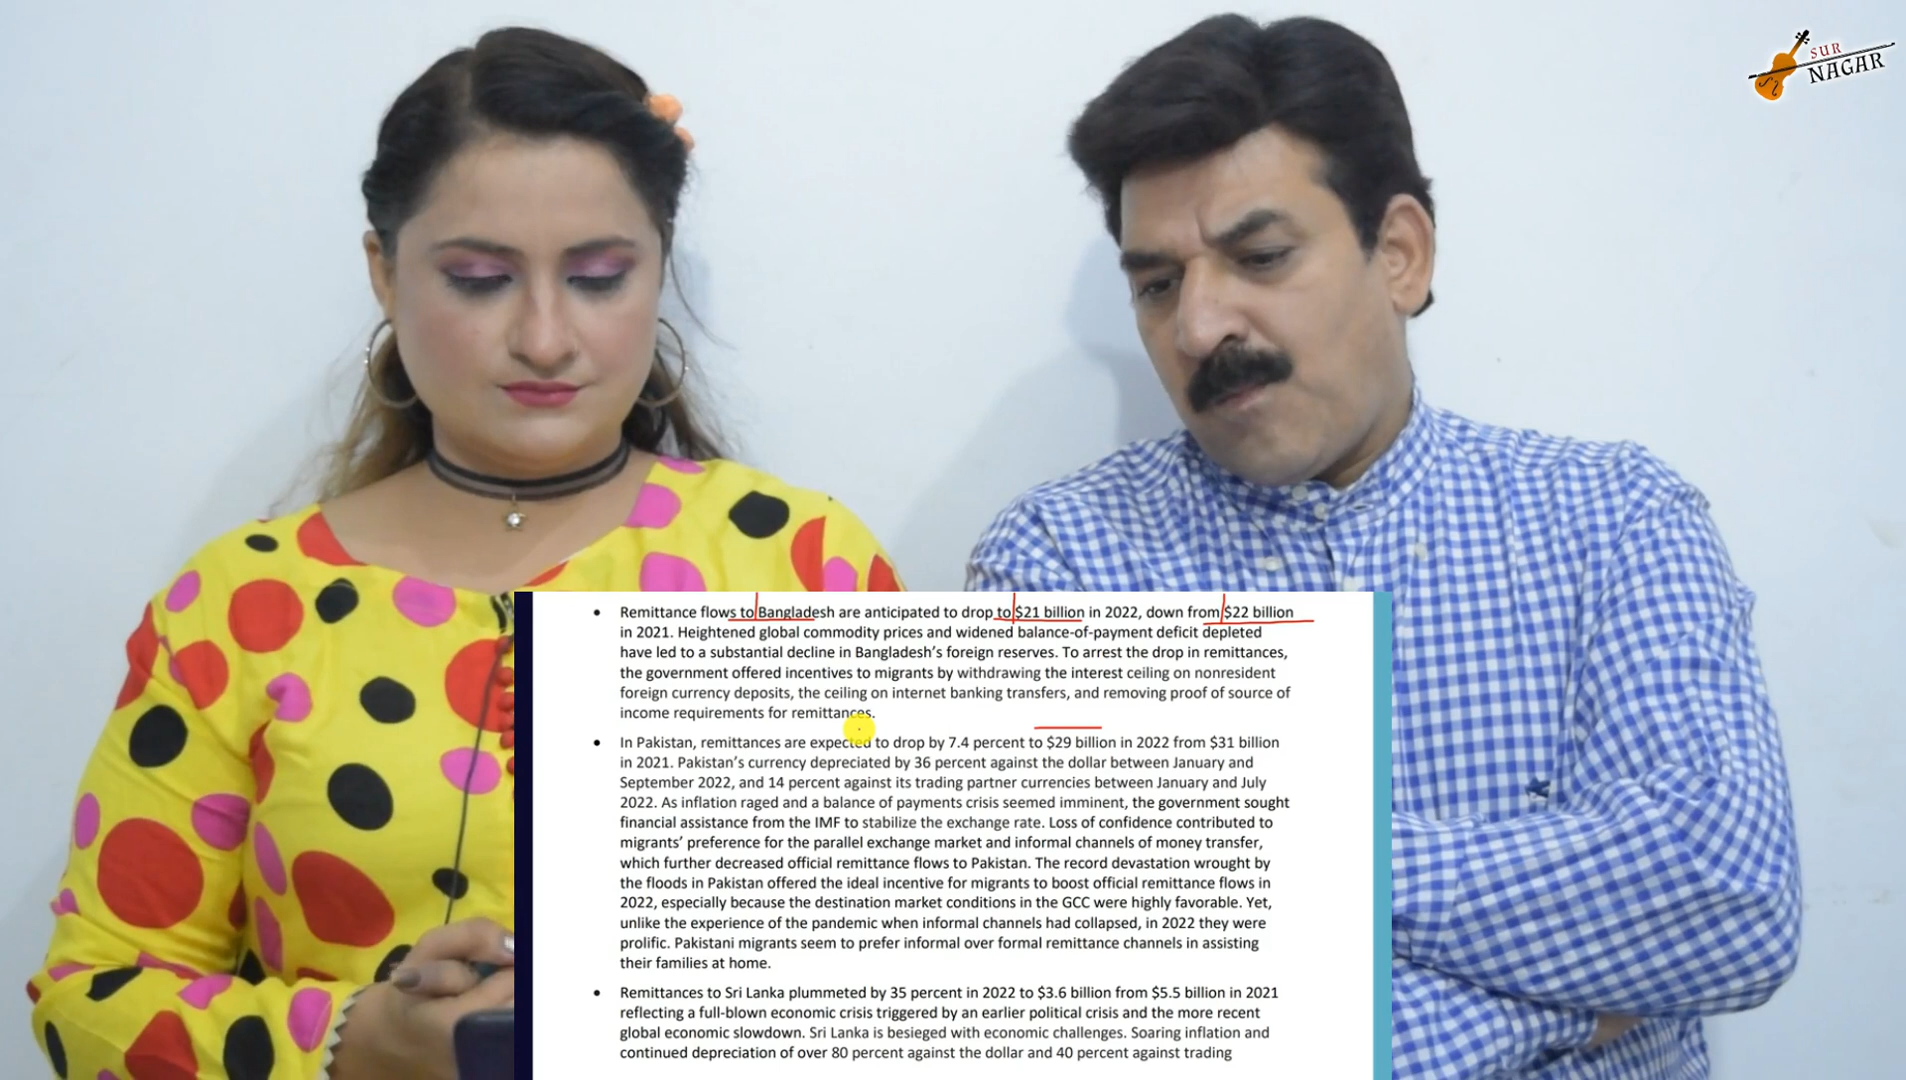 SUR
NAGAR
• Remittance flows to Bangladesh are anticipated to drop to $21 billion in 2022, down from $22 billion
in 2021. Heightened global commodity prices and widened balance-of-payment deficit depleted
have led to a substantial decline in Bangladesh’s foreign reserves. To arrest the drop in remittances,
the government offered incentives to migrants by withdrawing the interest ceiling on nonresident
foreign currency deposits, the ceiling on internet banking transfers, and removing proof of source of
income requirements for remittances.
• In Pakistan, remittances are expected to drop by 7.4 percent to $29 billion in 2022 from $31 billion
in 2021. Pakistan’s currency depreciated by 36 percent against the dollar between January and
September 2022, and 14 percent against its trading partner currencies between January and July
2022. As inflation raged and a balance of payments crisis seemed imminent, the government sought
financial assistance from the IMF to stabilize the exchange rate. Loss of confidence contributed to
migrants’ preference for the parallel exchange market and informal channels of money transfer,
which further decreased official remittance flows to Pakistan. The record devastation wrought by
the floods in Pakistan offered the ideal incentive for migrants to boost official remittance flows in
2022, especially because the destination market conditions in the GCC were highly favorable. Yet,
unlike the experience of the pandemic when informal channels had collapsed, in 2022 they were
prolific. Pakistani migrants seem to prefer informal over formal remittance channels in assisting
their families at home.
• Remittances to Sri Lanka plummeted by 35 percent in 2022 to $3.6 billion from $5.5 billion in 2021
reflecting a full-blown economic crisis triggered by an earlier political crisis and the more recent
global economic slowdown. Sri Lanka is besieged with economic challenges. Soaring inflation and
continued depreciation of over 80 percent against the dollar and 40 percent against trading